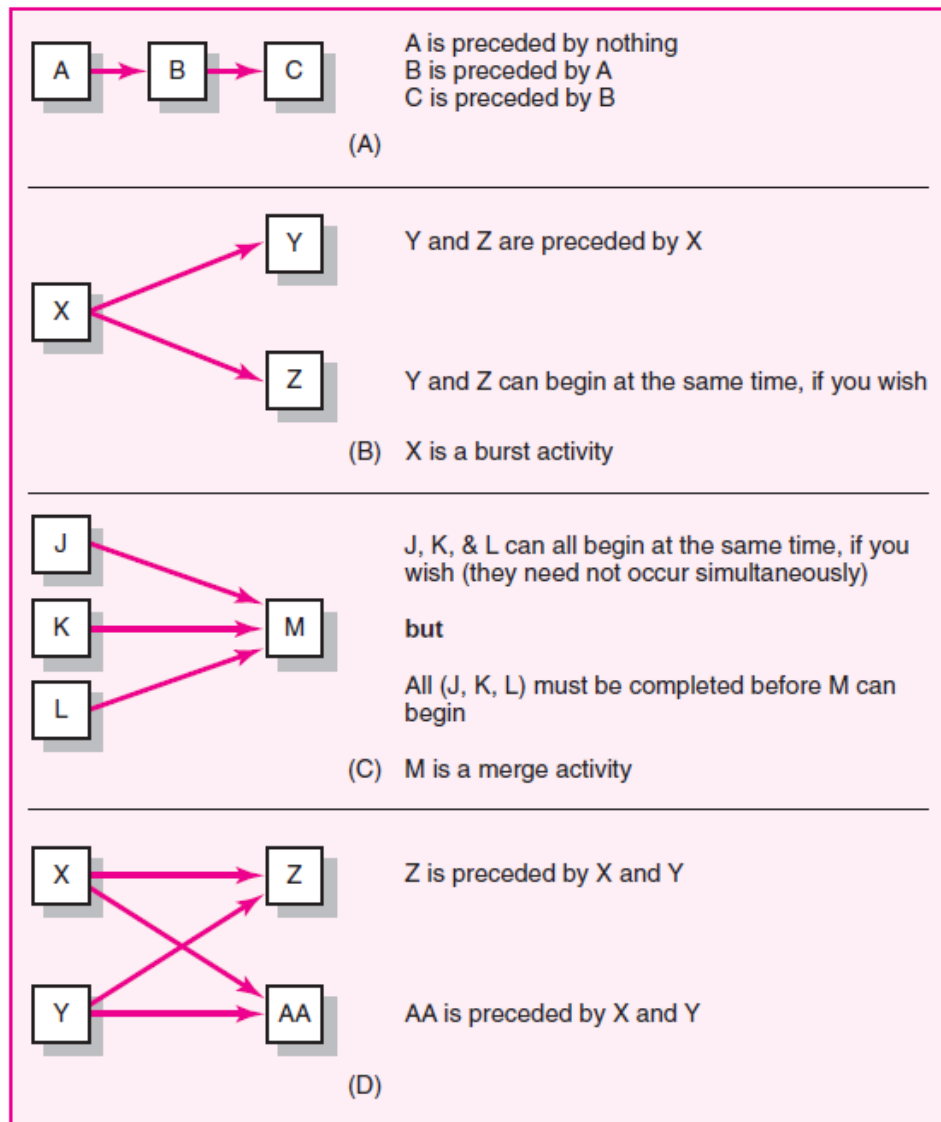 A
B
C
A is preceded by nothing
B is preceded by A
C is preceded by B
(A)
Y
Y and Z are preceded by X
X
Z
Y and Z can begin at the same time, if you wish
(B) X is a burst activity
J
J, K, & L can all begin at the same time, if you
wish (they need not occur simultaneously)
K
M
but
L
All (J, K, L) must be completed before M can
begin
(C) M is a merge activity
X
Z
Z is preceded by X and Y
Y
AA
AA is preceded by X and Y
(D)